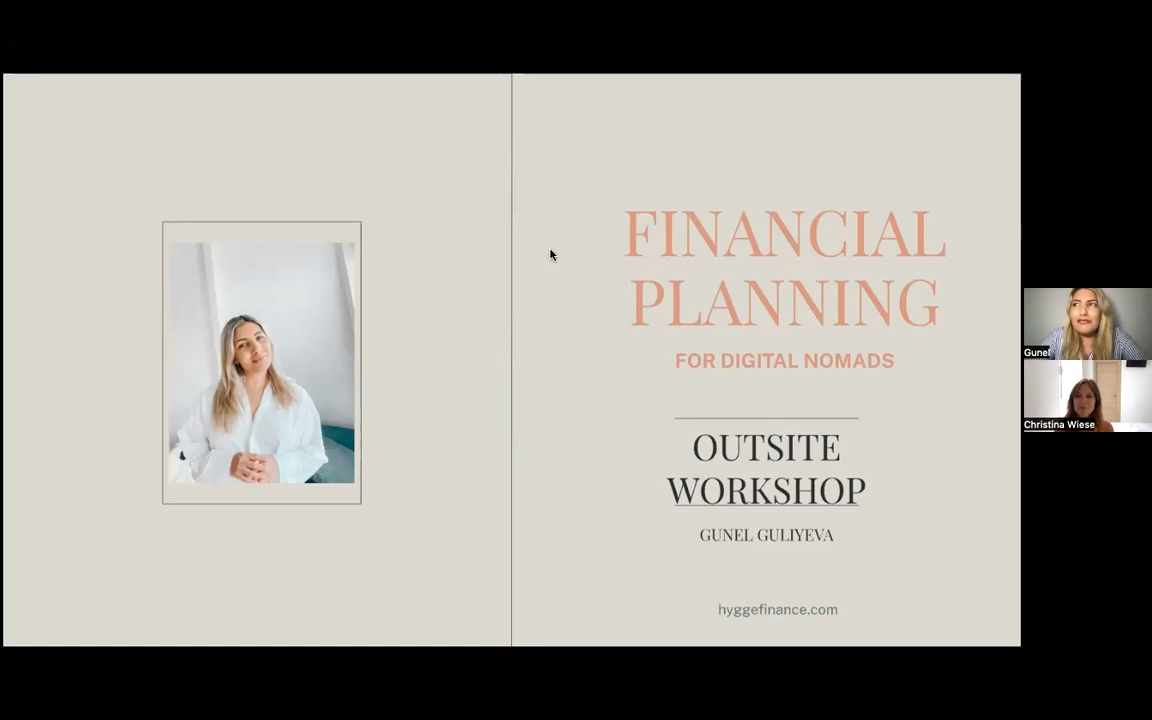 FINANCIAL
PLANNING
FOR DIGITAL NOMADS
OUTSITE
WORKSHOP
GUNEL GULIYEVA
hyggefinance.com
Gunel
Christina Wiese